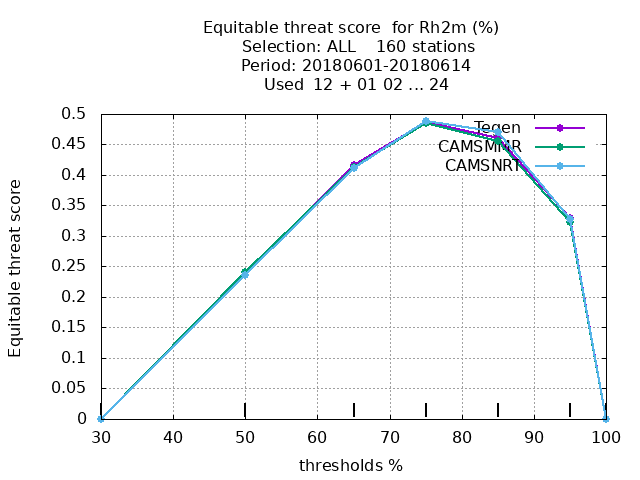 Equitable threat score  for Rh2m (%)
Selection: ALL    160 stations
Period: 20180601-20180614
Used  12 + 01 02 ... 24
Equitable threat score
0.5
0.45
0.4
0.35
0.3
0.25
0.2
0.15
0.1
0.05
0
Tegen
CAMSMMR
CAMSNRT
30 40 50 60 70 80 90 100
thresholds %